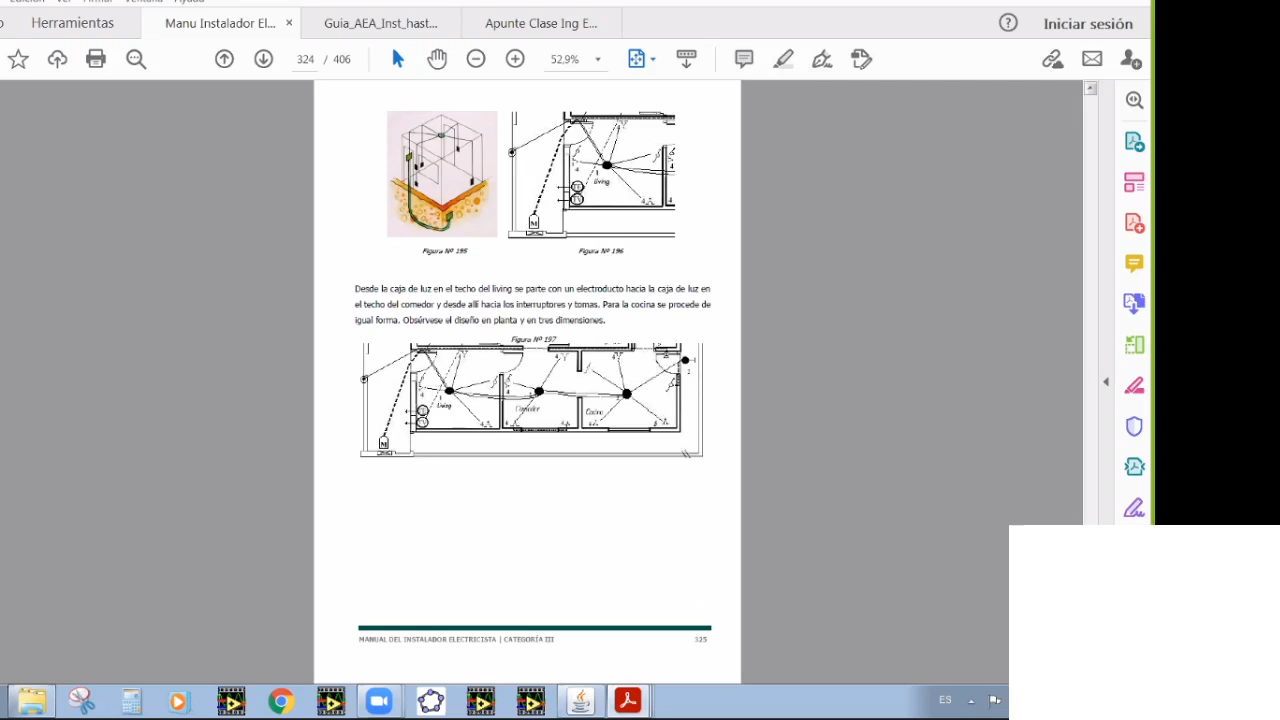 Herramientas
Manu Instalador El... ×
Guia_AEA_Inst_hast...
Apunte Clase Ing E...
Iniciar sesión
324 / 406
52,9%
Figura Nº 195
Figura Nº 196
Living
M
Desde la caja de luz en el techo del living se parte con un electroducto hacia la caja de luz en
el techo del comedor y desde allí hacia los interruptores y tomas. Para la cocina se procede de
igual forma. Obsérvese el diseño en planta y en tres dimensiones.
Figura Nº 197
Living
Comedor
Cocina
M
MANUAL DEL INSTALADOR ELECTRICISTA | CATEGORÍA III
325
ES